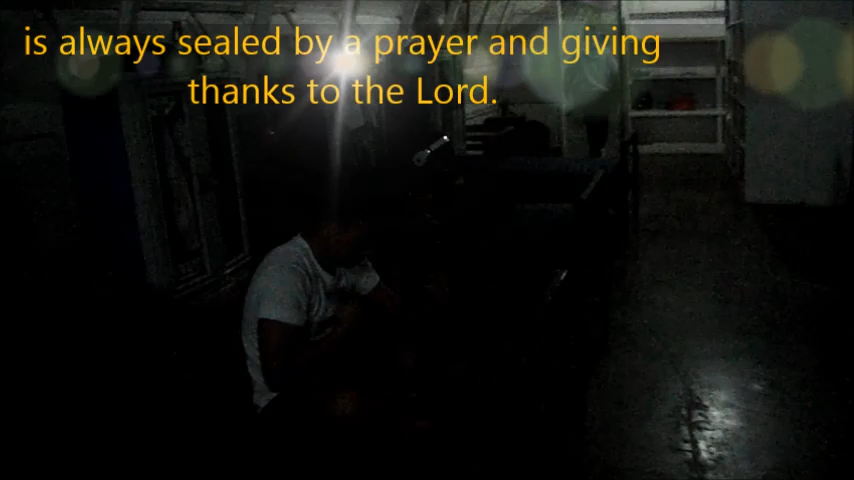 is always sealed by a prayer and giving
thanks to the Lord.